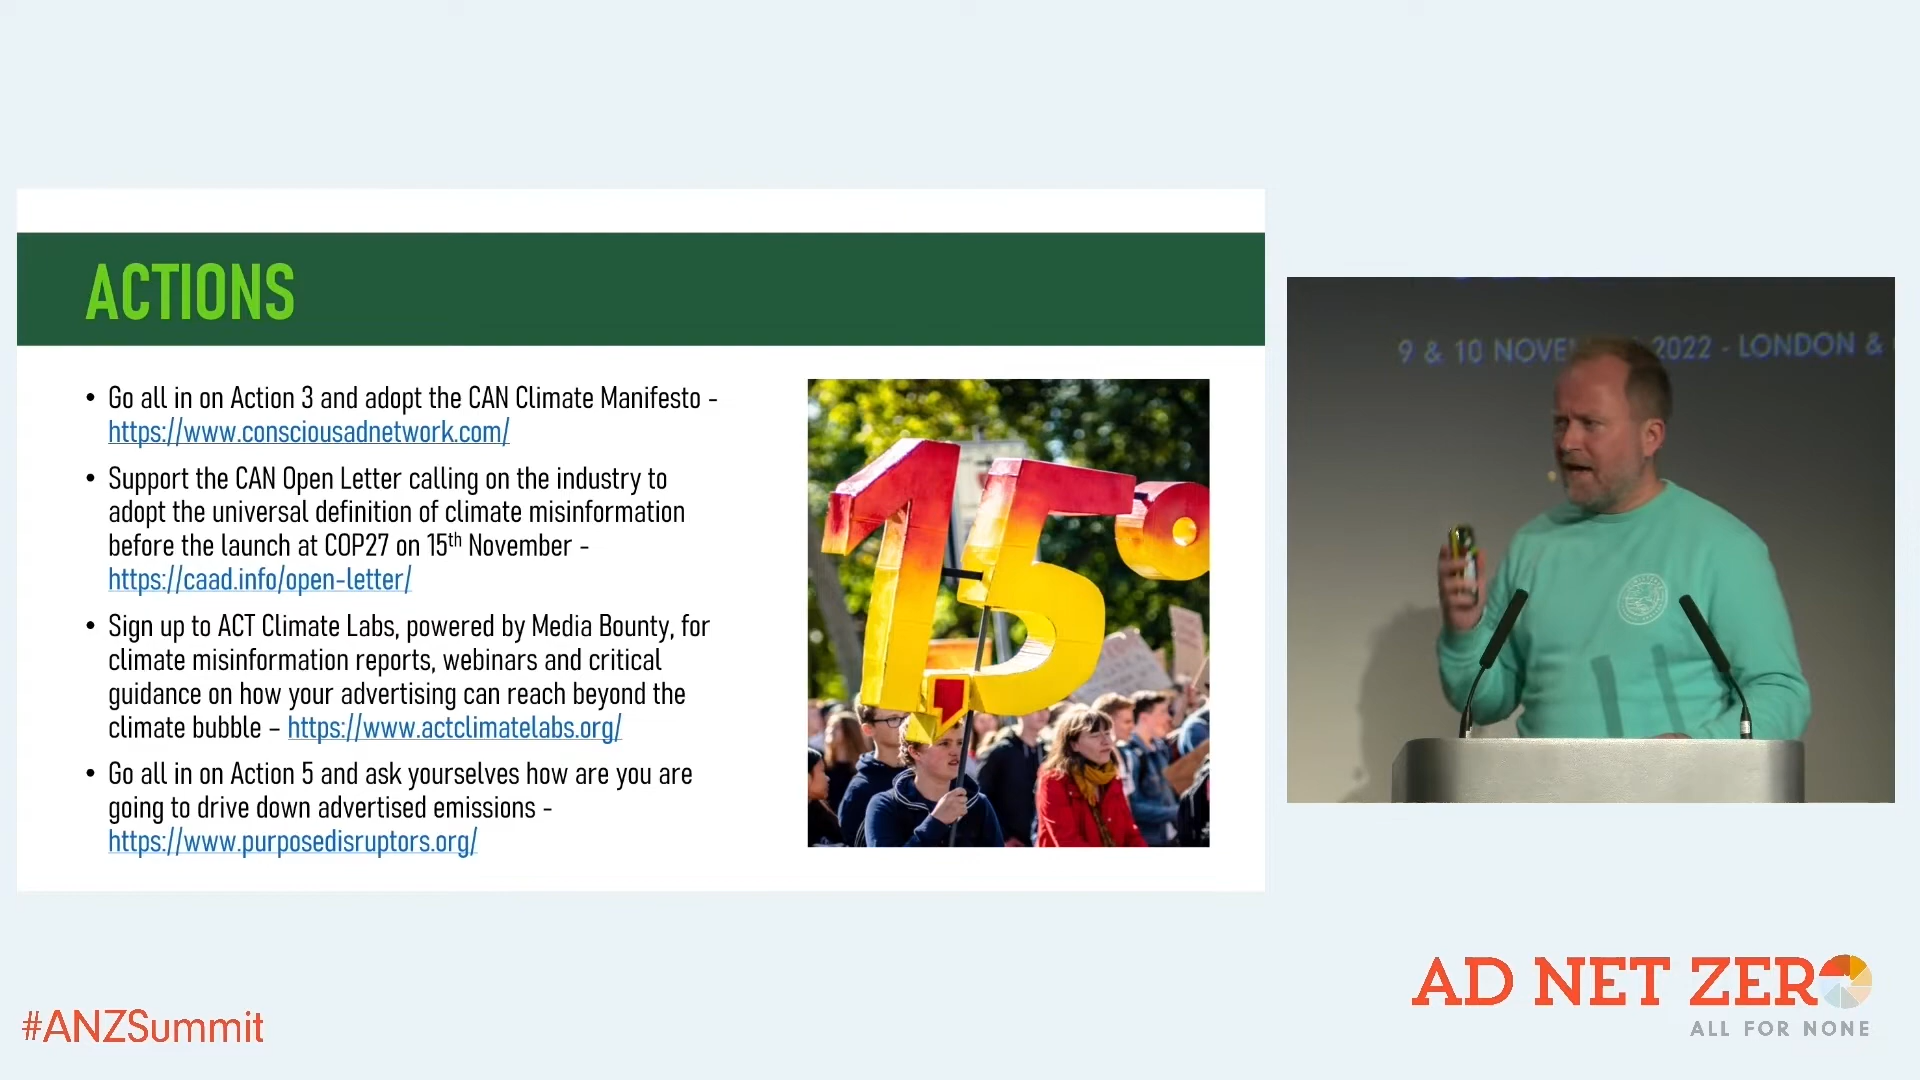 ACTIONS
• Go all in on Action 3 and adopt the CAN Climate Manifesto -
https://www.consciousadnetwork.com/
• Support the CAN Open Letter calling on the industry to
adopt the universal definition of climate misinformation
before the launch at COP27 on 15th November -
https://caad.info/open-letter/
• Sign up to ACT Climate Labs, powered by Media Bounty, for
climate misinformation reports, webinars and critical
guidance on how your advertising can reach beyond the
climate bubble – https://www.actclimatelabs.org/
• Go all in on Action 5 and ask yourselves how are you are
going to drive down advertised emissions -
https://www.purposedisruptors.org/
1,5°
9 & 10 NOVEM 2022 - LONDON &
#ANZSummit
AD NET ZERO
ALL FOR NONE